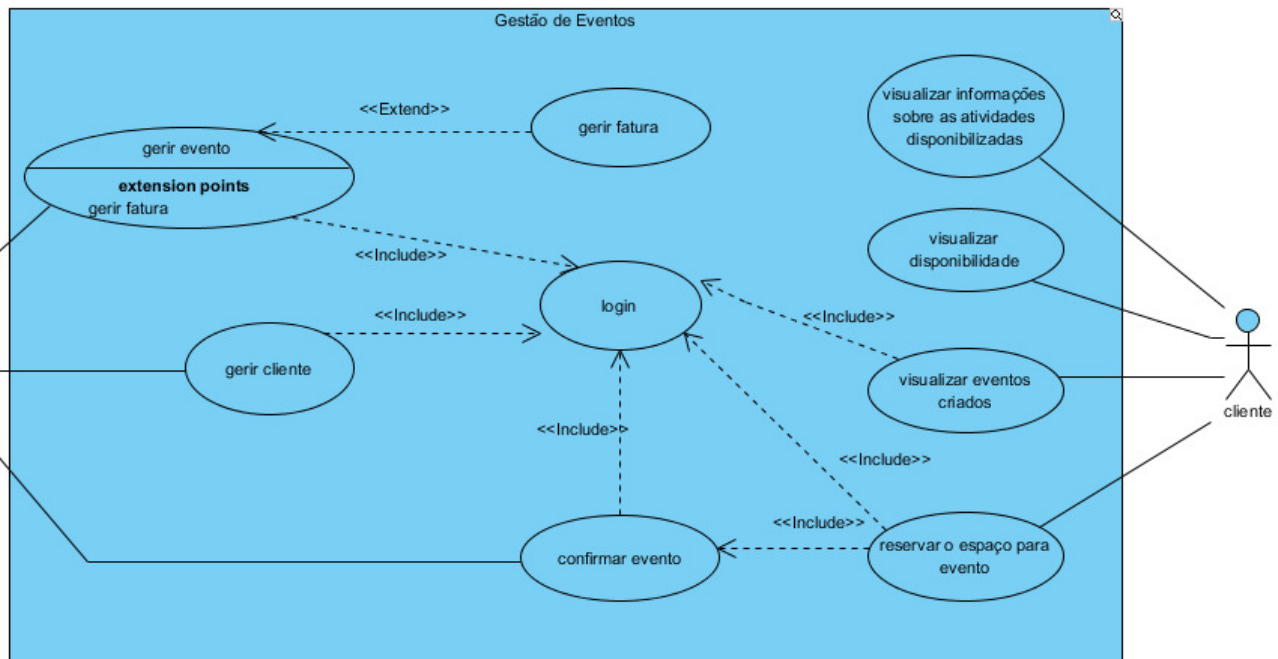 Gestão de Eventos
<<Extend>>
gerir fatura
visualizar informações
sobre as atividades
disponibilizadas
gerir evento
extension points
gerir fatura
<<Include>>
visualizar
disponibilidade
login
<<Include>>
<<Include>>
gerir cliente
visualizar eventos
criados
cliente
<<Include>>
<<Include>>
<<Include>>
confirmar evento
reservar o espaço para
evento